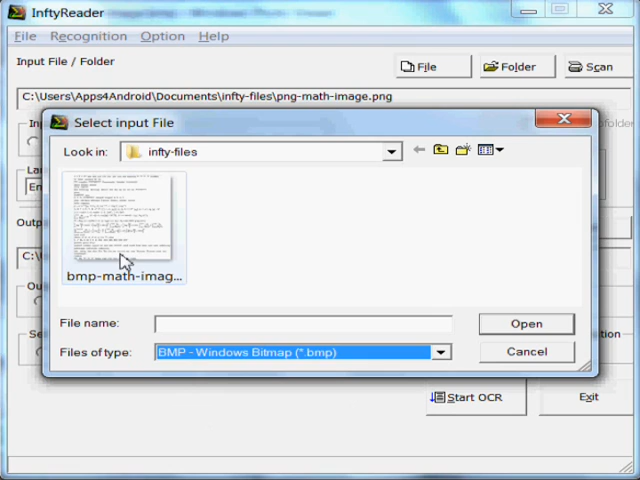 InftyReader
File Recognition Option Help
Input File / Folder
File Folder Scan
C:\Users\Apps4Android\Documents\infty-files\png-math-image.png
Select input File
Look in: infty-files
bmp-math-imag...
File name: Open
Files of type: BMP - Windows Bitmap (*.bmp) Cancel
Start OCR Exit